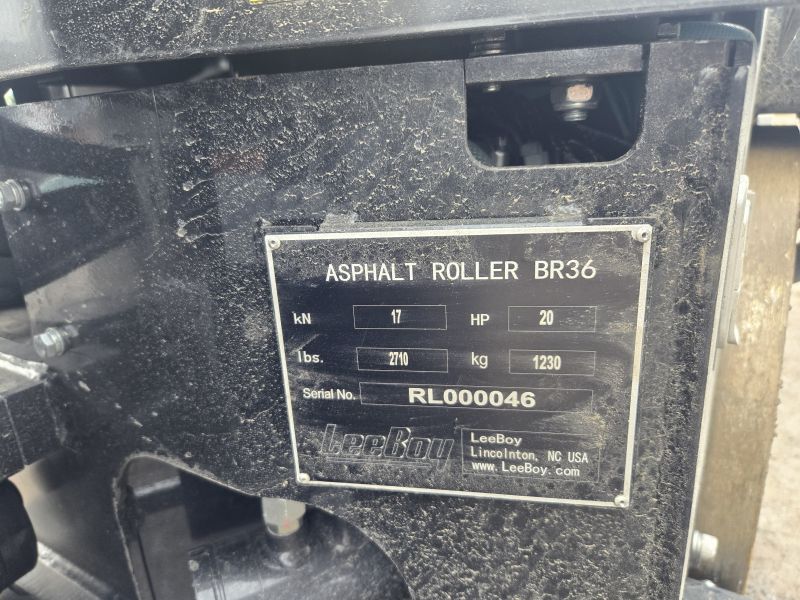 ASPHALT ROLLER BR36
kN 17 HP 20
lbs. 2710 kg 1230
Serial No. RL000046
LeeBoy
LeeBoy
Lincolnton, NC USA
www.LeeBoy.com